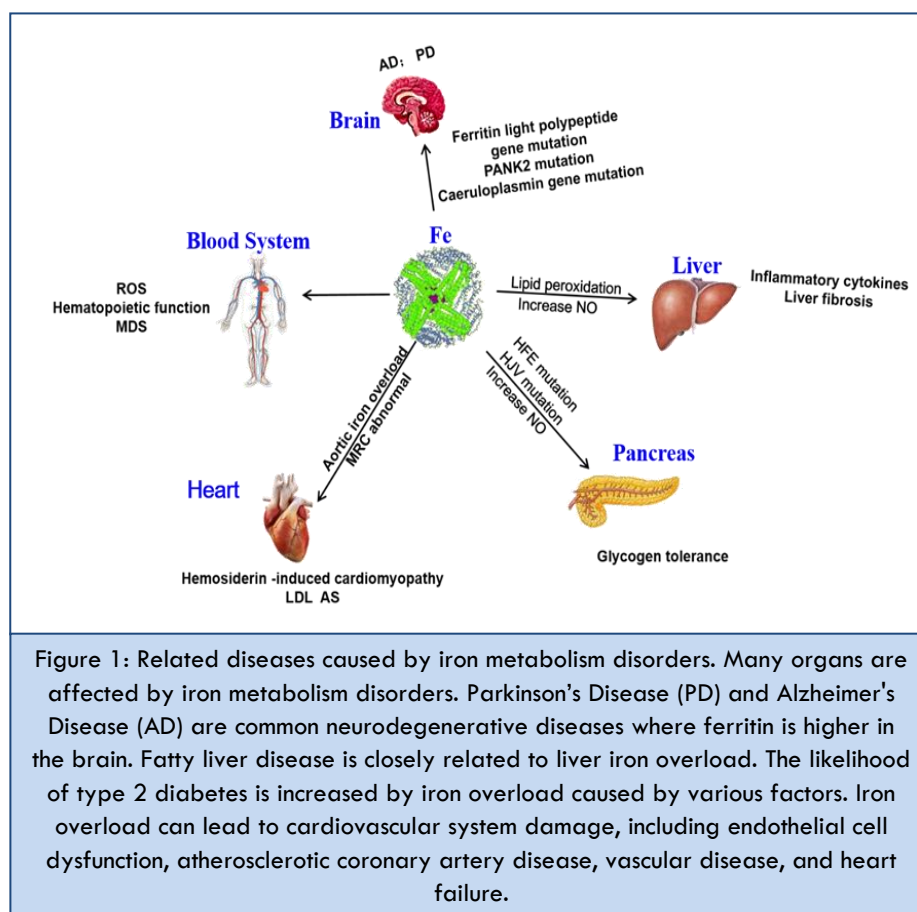 AD; PD
Brain
Ferritin light polypeptide
gene mutation
PANK2 mutation
Caeruloplasmin gene mutation
Blood System
Fe
Liver
ROS
Hematopoietic function
MDS
Lipid peroxidation
Increase NO
Inflammatory cytokines
Liver fibrosis
Aortic iron overload
MRC abnormal
HFE mutation
HJV mutation
Increase NO
Heart
Pancreas
Hemosiderin -induced cardiomyopathy
LDL AS
Glycogen tolerance
Figure 1: Related diseases caused by iron metabolism disorders. Many organs are
affected by iron metabolism disorders. Parkinson’s Disease (PD) and Alzheimer's
Disease (AD) are common neurodegenerative diseases where ferritin is higher in
the brain. Fatty liver disease is closely related to liver iron overload. The likelihood
of type 2 diabetes is increased by iron overload caused by various factors. Iron
overload can lead to cardiovascular system damage, including endothelial cell
dysfunction, atherosclerotic coronary artery disease, vascular disease, and heart
failure.